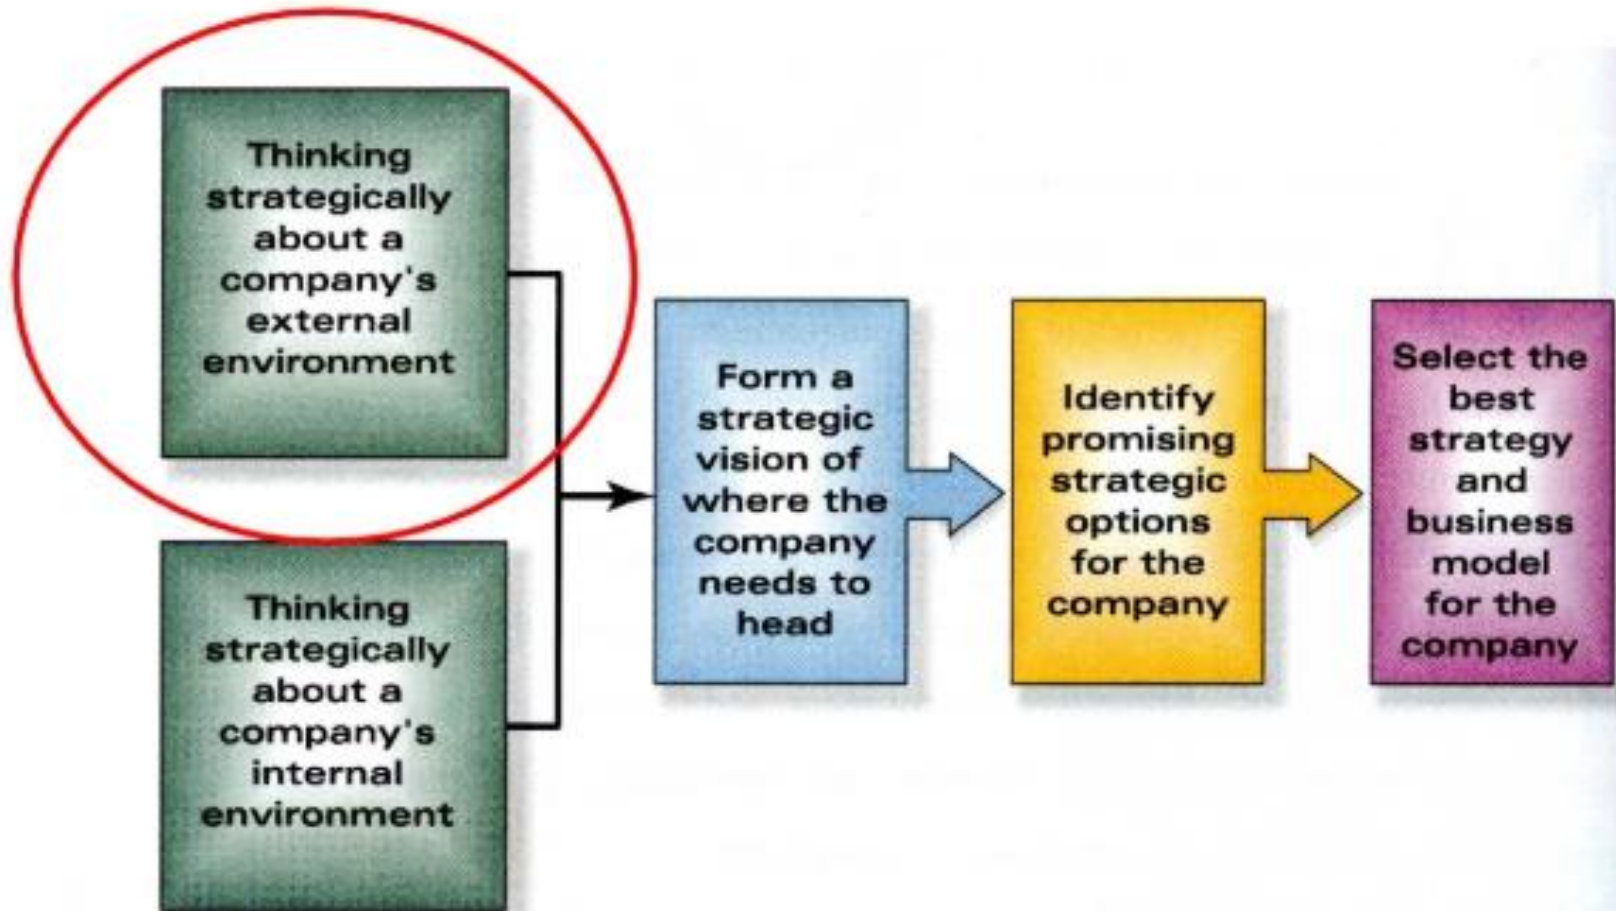 Thinking
strategically
about a
company's
external
environment
Thinking
strategically
about a
company's
internal
environment
Form a
strategic
vision of
where the
company
needs to
head
Identify
promising
strategic
options
for the
company
Select the
best
strategy
and
business
model
for the
company